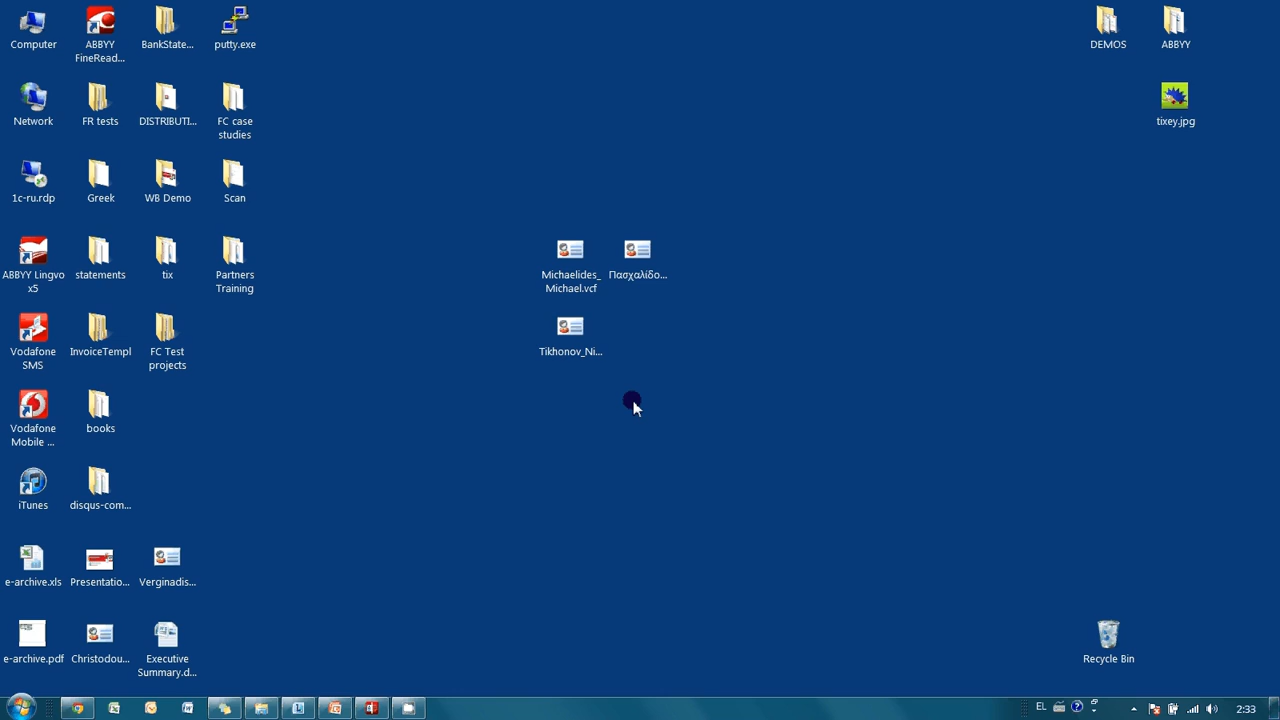 Computer
ABBYY
FineRead...
BankState...
putty.exe
DEMOS
ABBYY
Network
FR tests
DISTRIBUTI...
FC case
studies
tixey.jpg
1c-ru.rdp
Greek
WB Demo
Scan
ABBYY Lingvo
x5
statements
tix
Partners
Training
Michaelides_
Michael.vcf
Πασχαλίδο...
Vodafone
SMS
InvoiceTempl
FC Test
projects
Tikhonov_Ni...
Vodafone
Mobile ...
books
iTunes
disqus-com...
e-archive.xls
Presentatio...
Verginadis...
e-archive.pdf
Christodou...
Executive
Summary.d...
Recycle Bin
EL
2:33